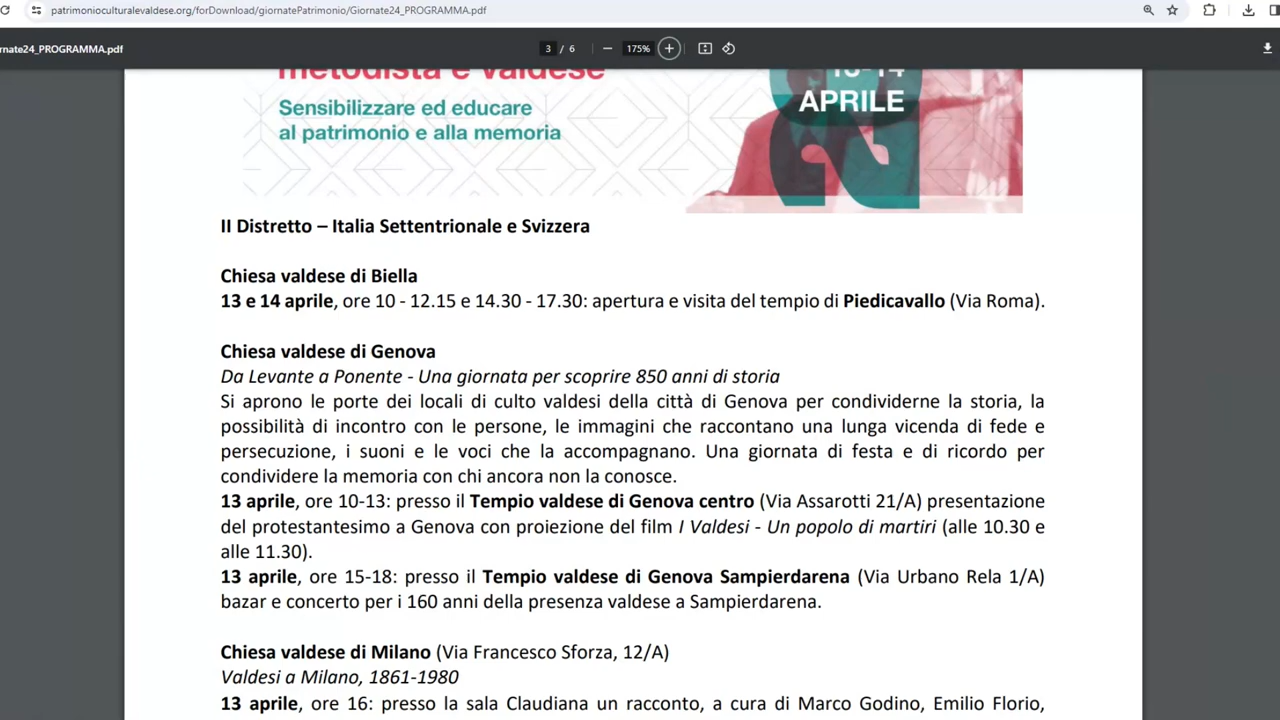 patrimonioculturalevaldese.org/forDownload/giornatePatrimonio/Giornate24_PROGRAMMA.pdf
rnate24_PROGRAMMA.pdf
3 / 6
175%
metodista e valdese
Sensibilizzare ed educare
al patrimonio e alla memoria
13-14
APRILE
II Distretto – Italia Settentrionale e Svizzera
Chiesa valdese di Biella
13 e 14 aprile, ore 10 - 12.15 e 14.30 - 17.30: apertura e visita del tempio di Piedicavallo (Via Roma).
Chiesa valdese di Genova
Da Levante a Ponente - Una giornata per scoprire 850 anni di storia
Si aprono le porte dei locali di culto valdesi della città di Genova per condividerne la storia, la
possibilità di incontro con le persone, le immagini che raccontano una lunga vicenda di fede e
persecuzione, i suoni e le voci che la accompagnano. Una giornata di festa e di ricordo per
condividere la memoria con chi ancora non la conosce.
13 aprile, ore 10-13: presso il Tempio valdese di Genova centro (Via Assarotti 21/A) presentazione
del protestantesimo a Genova con proiezione del film I Valdesi - Un popolo di martiri (alle 10.30 e
alle 11.30).
13 aprile, ore 15-18: presso il Tempio valdese di Genova Sampierdarena (Via Urbano Rela 1/A)
bazar e concerto per i 160 anni della presenza valdese a Sampierdarena.
Chiesa valdese di Milano (Via Francesco Sforza, 12/A)
Valdesi a Milano, 1861-1980
13 aprile, ore 16: presso la sala Claudiana un racconto, a cura di Marco Godino, Emilio Florio,